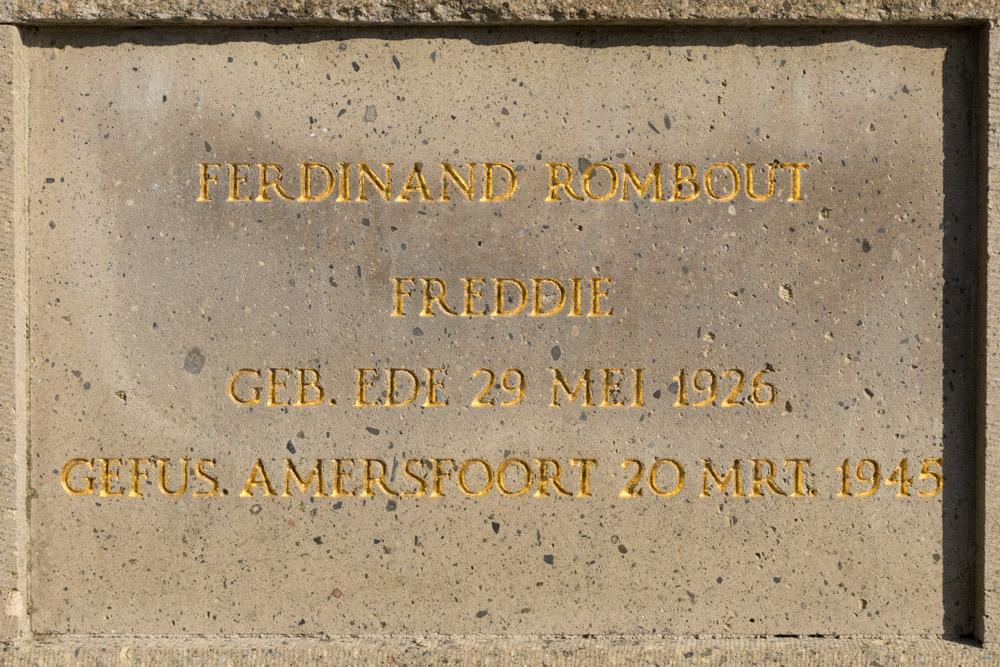 FERDINAND ROMBOUT
FREDDIE
GEB. EDE 29 MEI 1926
GEFUS. AMERSFOORT 20 MRT. 1945